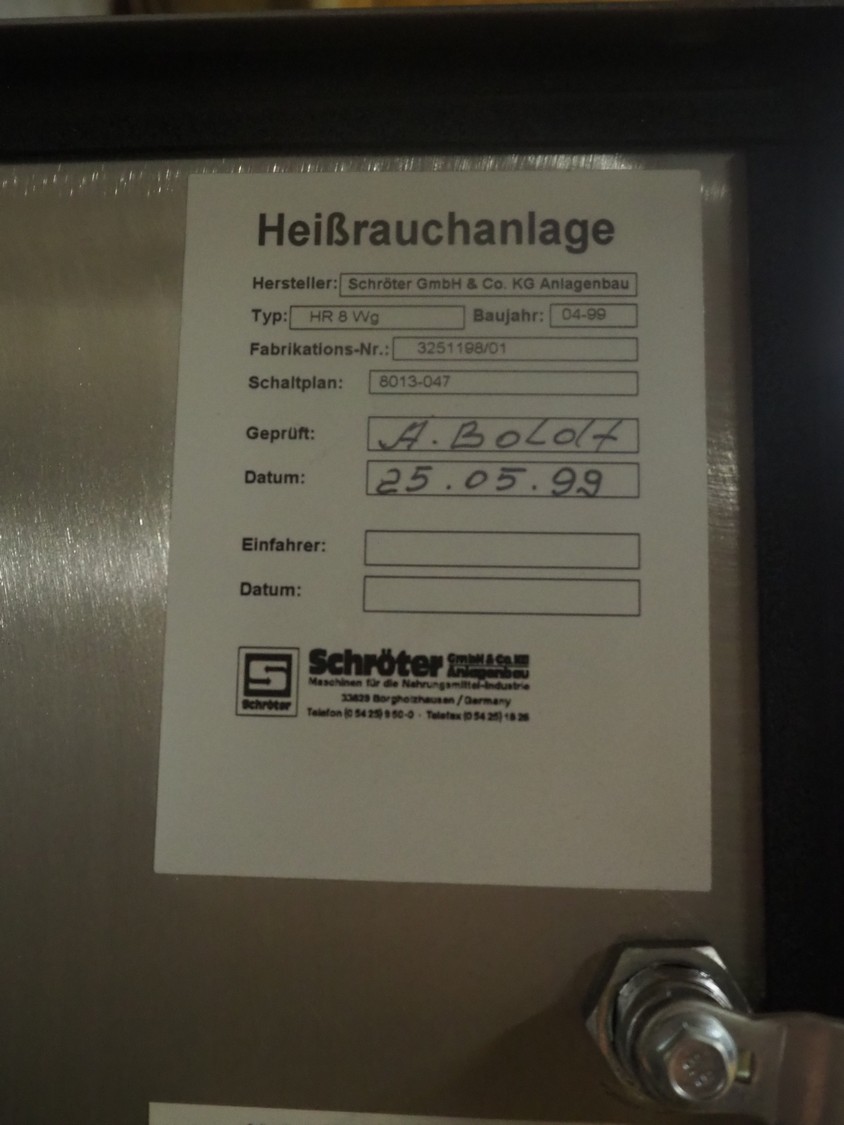 Heißrauchanlage
Hersteller: Schröter GmbH & Co. KG Anlagenbau
Typ: HR 8 Wg Baujahr: 04-99
Fabrikations-Nr.: 3251198/01
Schaltplan: 8013-047
Geprüft: A. Boldt
Datum: 25.05.99
Einfahrer:
Datum:
Schröter GmbH & Co. KG
Anlagenbau
Maschinen für die Nahrungsmittel-Industrie
Schröter
33829 Borgholzhausen / Germany
Telefon (0 54 25) 9 50-0 · Telefax (0 54 25) 18 26